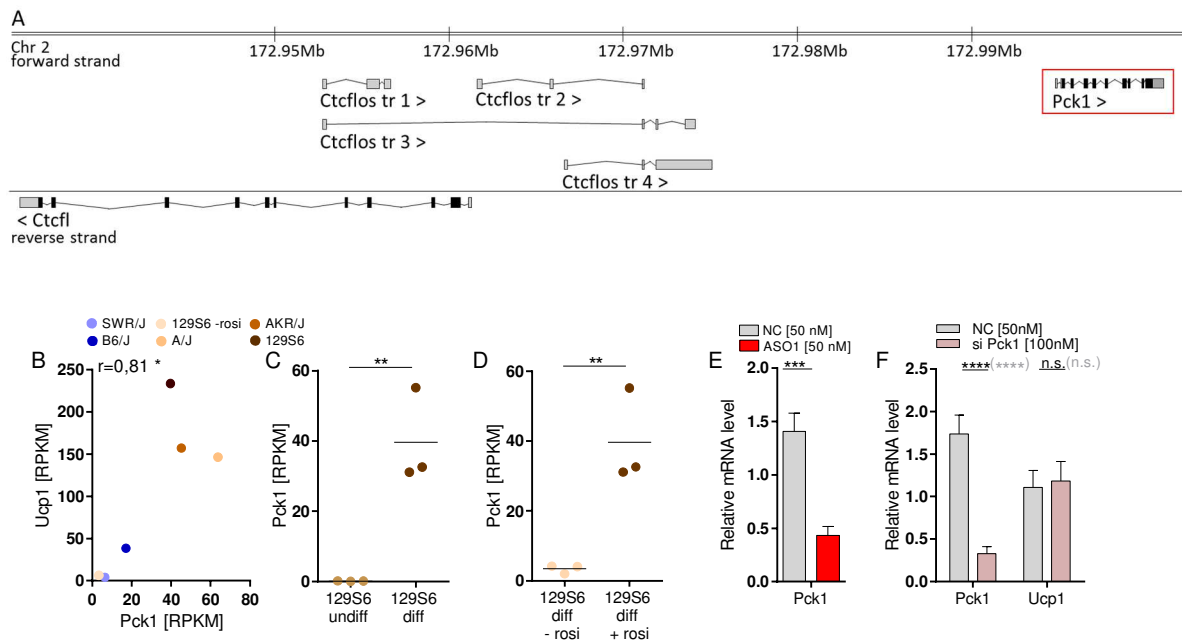 A
Chr 2
forward strand
172.95Mb 172.96Mb 172.97Mb 172.98Mb 172.99Mb
Ctcflos tr 1 > Ctcflos tr 2 > Pck1 >
Ctcflos tr 3 >
Ctcflos tr 4 >
< Ctcfl
reverse strand
SWR/J 129S6 -rosi AKR/J
B6/J A/J 129S6
B
r=0,81 *
Ucp1 [RPKM]
250
200
150
100
50
0
0 20 40 60 80
Pck1 [RPKM]
C
**
Pck1 [RPKM]
60
40
20
0
129S6 129S6
undiff diff
D
**
Pck1 [RPKM]
60
40
20
0
129S6 129S6
diff diff
- rosi + rosi
E
NC [50 nM]
ASO1 [50 nM]
***
Relative mRNA level
2.0
1.5
1.0
0.5
0.0
Pck1
F
NC [50nM]
si Pck1 [100nM]
****(****) n.s.(n.s.)
Relative mRNA level
2.5
2.0
1.5
1.0
0.5
0.0
Pck1 Ucp1